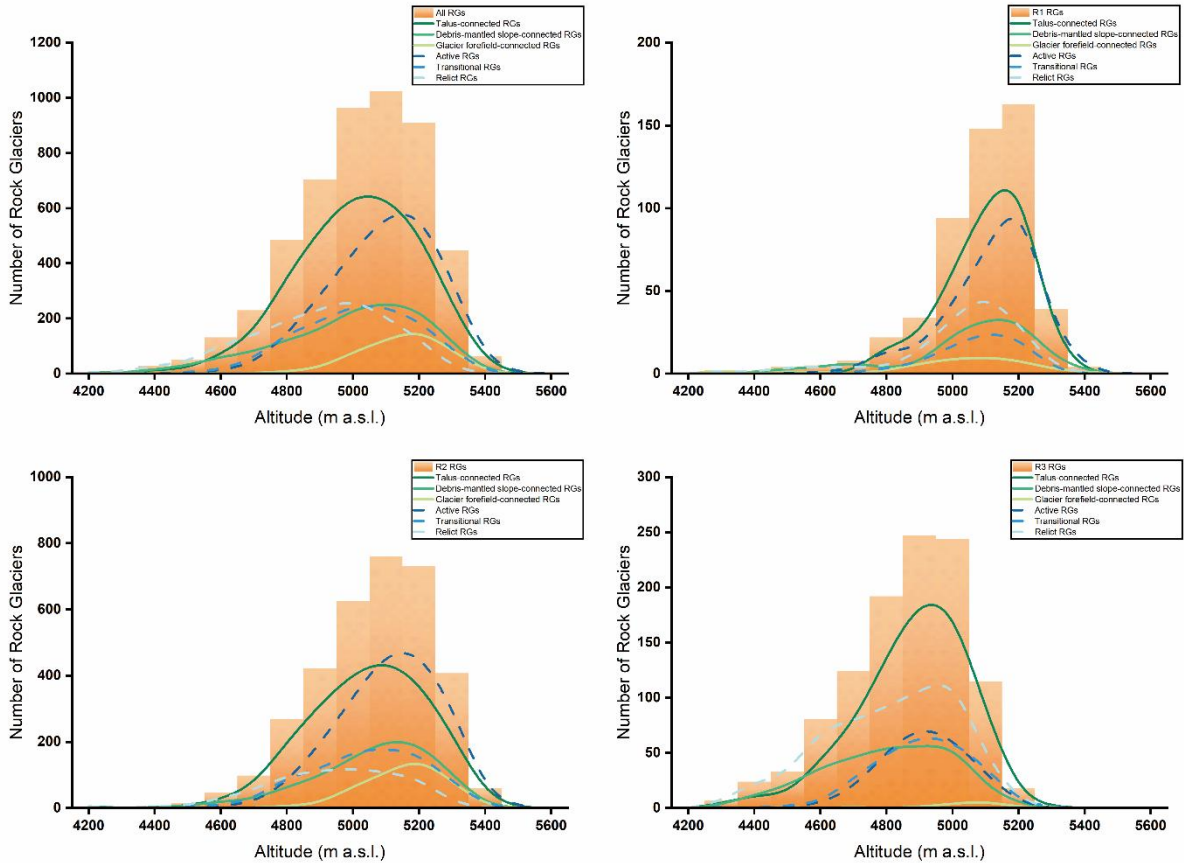 All RGs
Talus-connected RGs
Debris-mantled slope-connected RGs
Glacier forefield-connected RGs
Active RGs
Transitional RGs
Relict RGs
1200
1000
800
600
400
200
0
Number of Rock Glaciers
4200 4400 4600 4800 5000 5200 5400 5600
Altitude (m a.s.l.)
R1 RGs
Talus-connected RGs
Debris-mantled slope-connected RGs
Glacier forefield-connected RGs
Active RGs
Transitional RGs
Relict RGs
200
150
100
50
0
Number of Rock Glaciers
4200 4400 4600 4800 5000 5200 5400 5600
Altitude (m a.s.l.)
R2 RGs
Talus-connected RGs
Debris-mantled slope-connected RGs
Glacier forefield-connected RGs
Active RGs
Transitional RGs
Relict RGs
1000
800
600
400
200
0
Number of Rock Glaciers
4200 4400 4600 4800 5000 5200 5400 5600
Altitude (m a.s.l.)
R3 RGs
Talus-connected RGs
Debris-mantled slope-connected RGs
Glacier forefield-connected RGs
Active RGs
Transitional RGs
Relict RGs
300
250
200
150
100
50
0
Number of Rock Glaciers
4200 4400 4600 4800 5000 5200 5400 5600
Altitude (m a.s.l.)